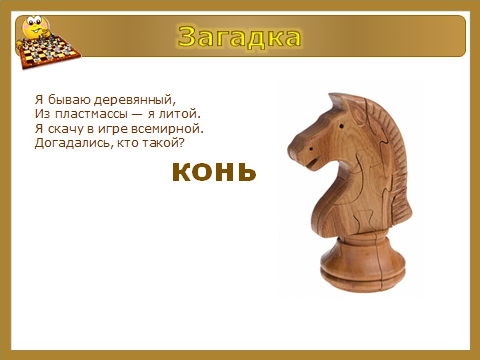 Загадка
Я бываю деревянный,
Из пластмассы — я литой.
Я скачу в игре всемирной.
Догадались, кто такой?
конь